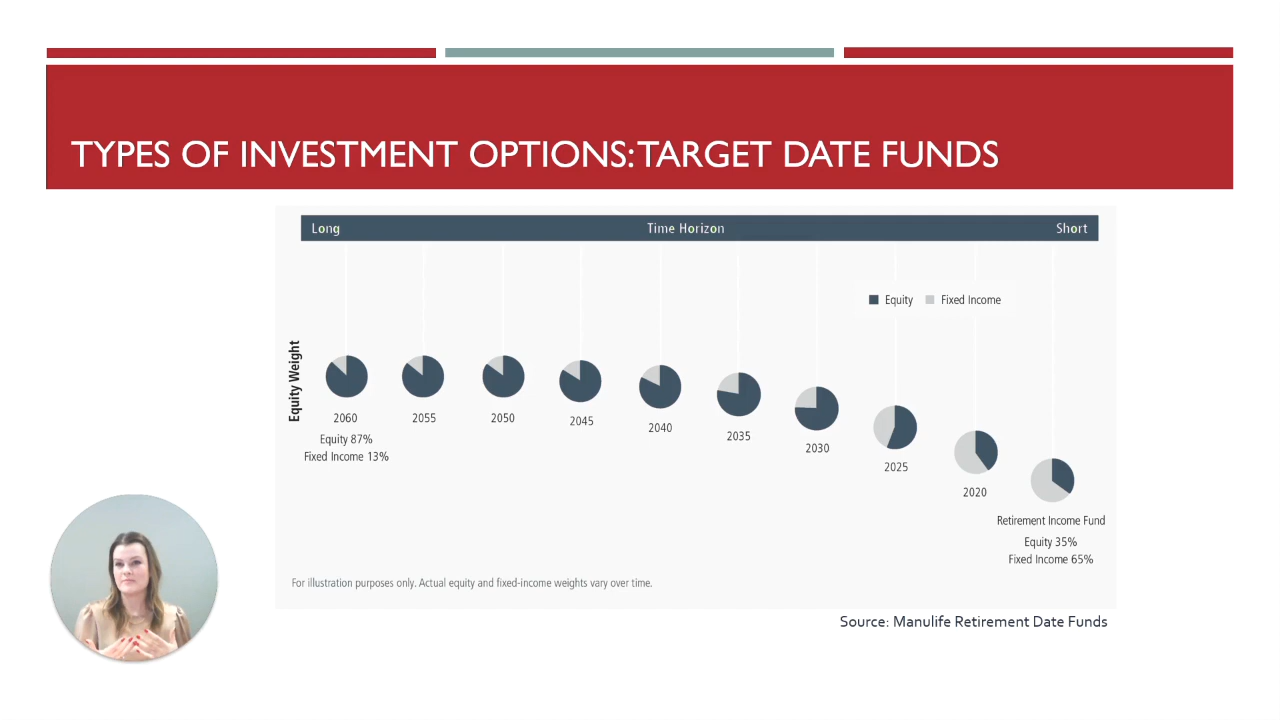 TYPES OF INVESTMENT OPTIONS: TARGET DATE FUNDS
Long Time Horizon Short
Equity Fixed Income
Equity Weight
2060 2055 2050 2045 2040 2035 2030 2025 2020
Equity 87%
Fixed Income 13%
Retirement Income Fund
Equity 35%
Fixed Income 65%
For illustration purposes only. Actual equity and fixed-income weights vary over time.
Source: Manulife Retirement Date Funds